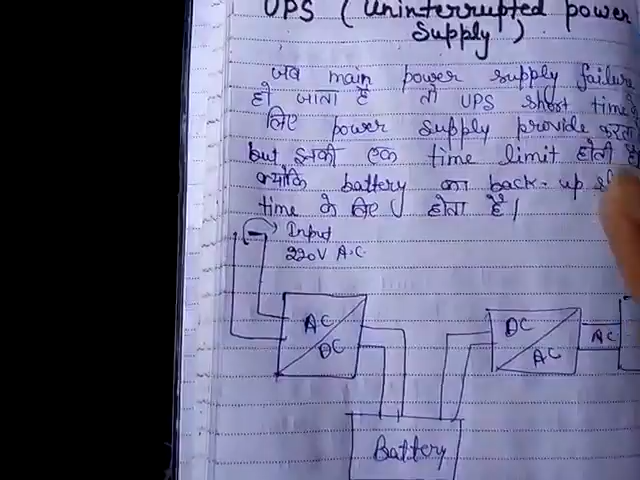 UPS ( Uninterrupted power
Supply )
जब main power supply failure
हो जाता है तो UPS short time के
लिए power supply provide करता
but इसकी एक time limit होती है
क्योंकि battery का back-up
time के लिए होता है।
Input
220V A.C
AC
DC
DC
AC
AC
Battery